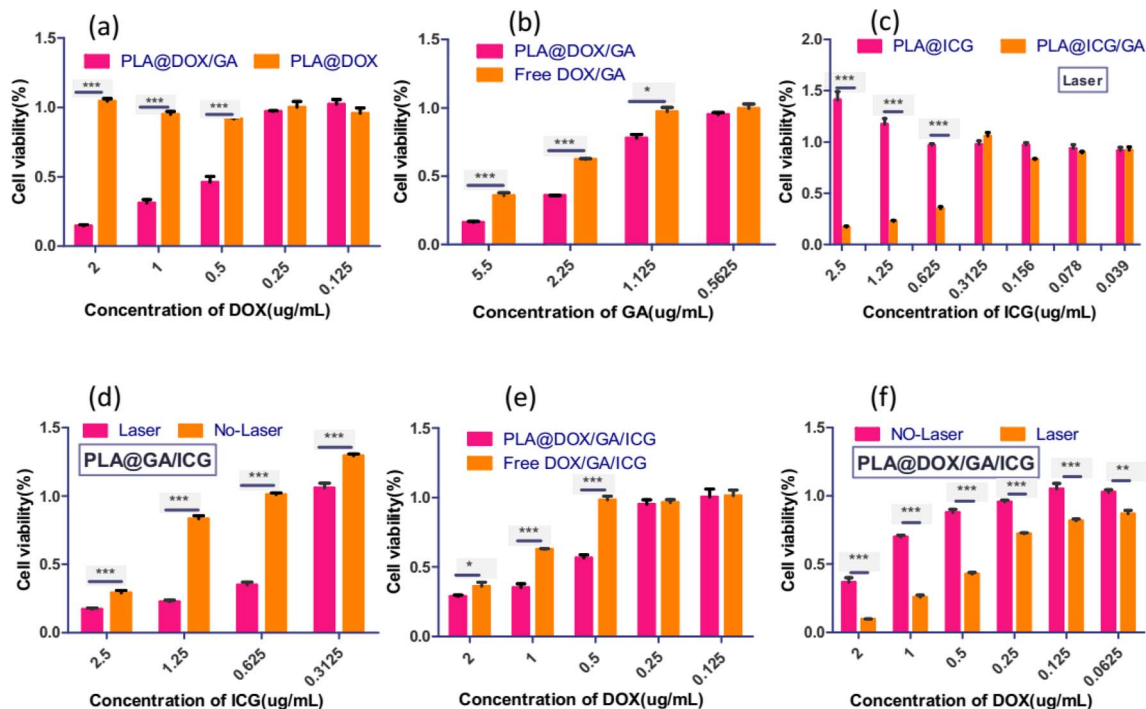 (a)
PLA@DOX/GA PLA@DOX
Cell viability(%)
1.5
1.0
0.5
0.0
*** *** ***
2 1 0.5 0.25 0.125
Concentration of DOX(ug/mL)
(b)
PLA@DOX/GA
Free DOX/GA
Cell viability(%)
1.5
1.0
0.5
0.0
*** *** *
5.5 2.25 1.125 0.5625
Concentration of GA(ug/mL)
(c)
PLA@ICG PLA@ICG/GA
Laser
Cell viability(%)
2.0
1.5
1.0
0.5
0.0
*** *** ***
2.5 1.25 0.625 0.3125 0.156 0.078 0.039
Concentration of ICG(ug/mL)
(d)
Laser No-Laser
PLA@GA/ICG
Cell viability(%)
1.5
1.0
0.5
0.0
*** *** *** ***
2.5 1.25 0.625 0.3125
Concentration of ICG(ug/mL)
(e)
PLA@DOX/GA/ICG
Free DOX/GA/ICG
Cell viability(%)
1.5
1.0
0.5
0.0
* *** ***
2 1 0.5 0.25 0.125
Concentration of DOX(ug/mL)
(f)
NO-Laser Laser
PLA@DOX/GA/ICG
Cell viability(%)
1.5
1.0
0.5
0.0
*** *** *** *** *** **
2 1 0.5 0.25 0.125 0.0625
Concentration of DOX(ug/mL)